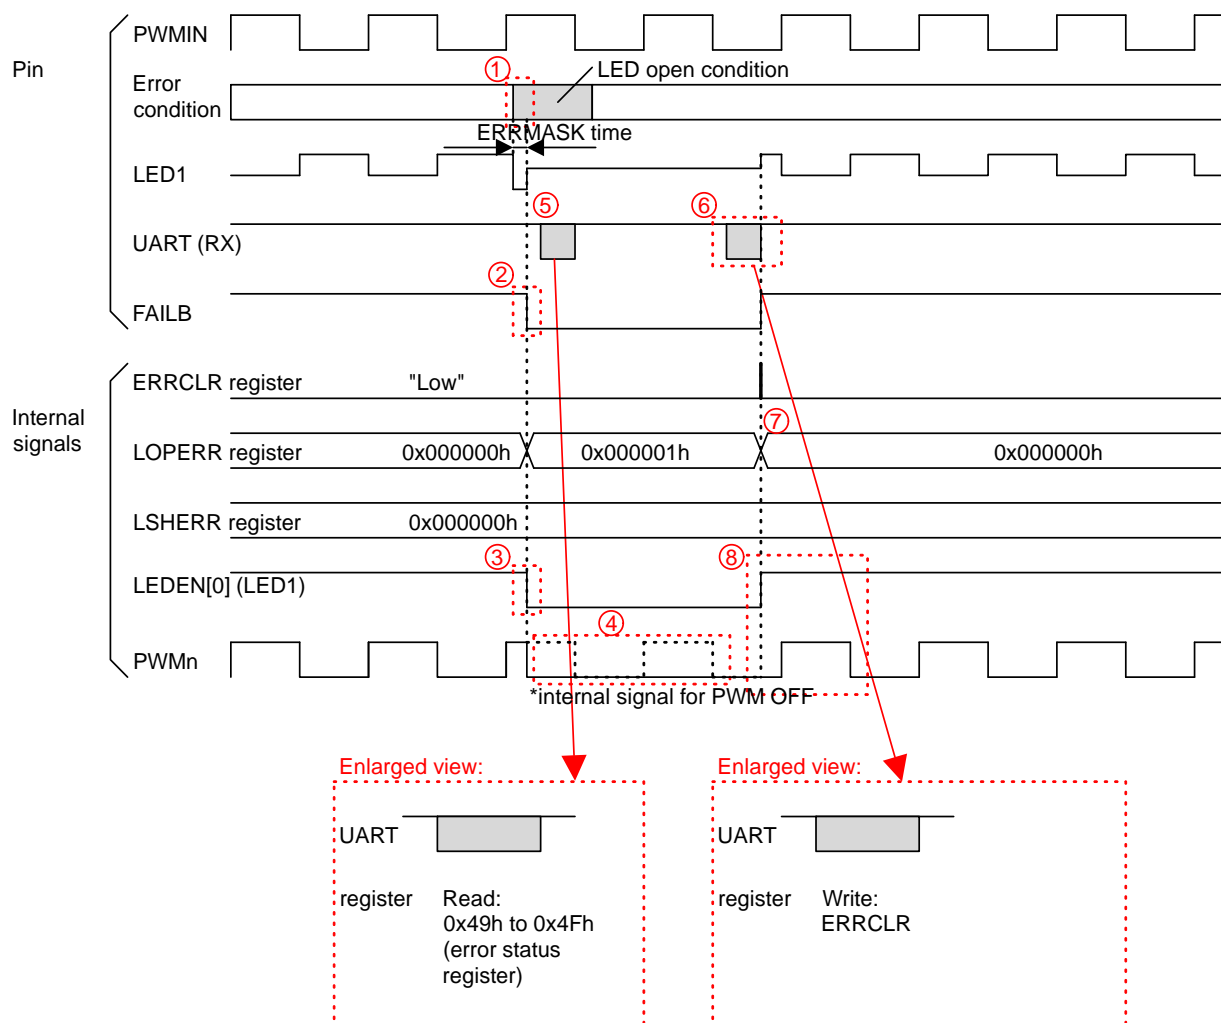 Pin
PWMIN
Error
condition
①
LED open condition
ERRMASK time
LED1
⑤
⑥
UART (RX)
②
FAILB
Internal
signals
ERRCLR register
"Low"
⑦
LOPERR register
0x000000h
0x000001h
0x000000h
LSHERR register
0x000000h
③
⑧
LEDEN[0] (LED1)
④
PWMn
*internal signal for PWM OFF
Enlarged view:
UART
register
Read:
0x49h to 0x4Fh
(error status
register)
Enlarged view:
UART
register
Write:
ERRCLR